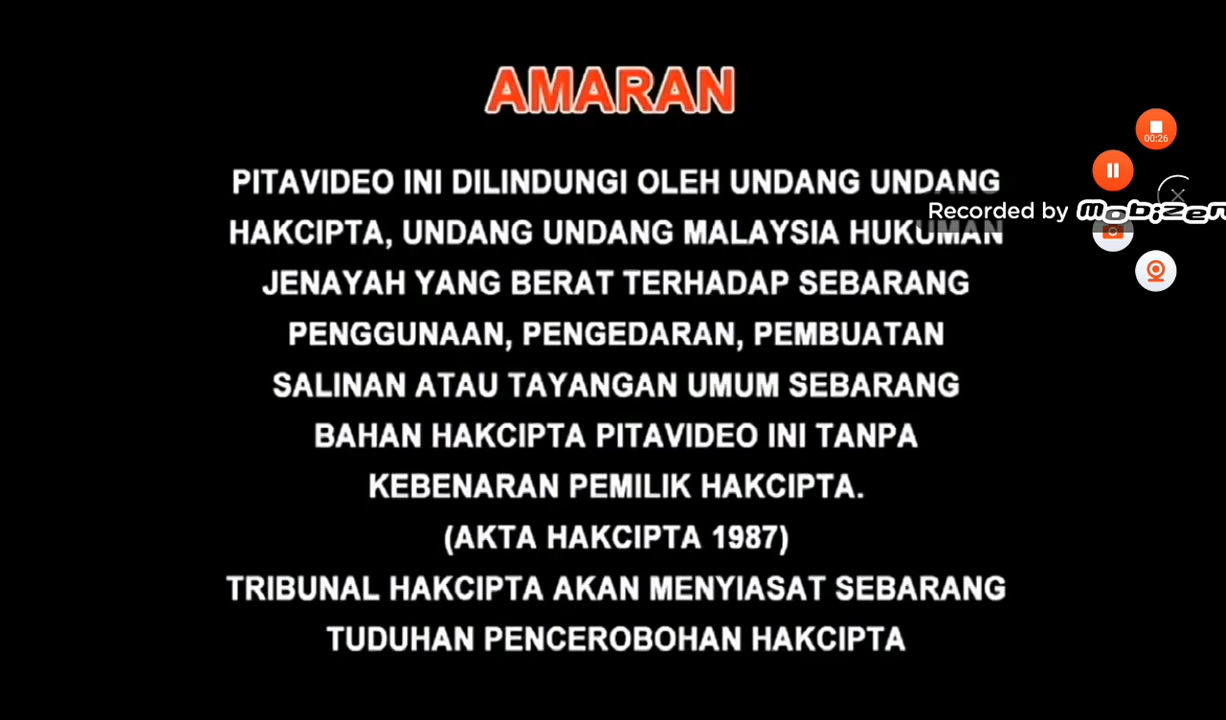 AMARAN
00:26
PITAVIDEO INI DILINDUNGI OLEH UNDANG UNDANG
Recorded by MobiZen
HAKCIPTA, UNDANG UNDANG MALAYSIA HUKUMAN
JENAYAH YANG BERAT TERHADAP SEBARANG
PENGGUNAAN, PENGEDARAN, PEMBUATAN
SALINAN ATAU TAYANGAN UMUM SEBARANG
BAHAN HAKCIPTA PITAVIDEO INI TANPA
KEBENARAN PEMILIK HAKCIPTA.
(AKTA HAKCIPTA 1987)
TRIBUNAL HAKCIPTA AKAN MENYIASAT SEBARANG
TUDUHAN PENCEROBOHAN HAKCIPTA